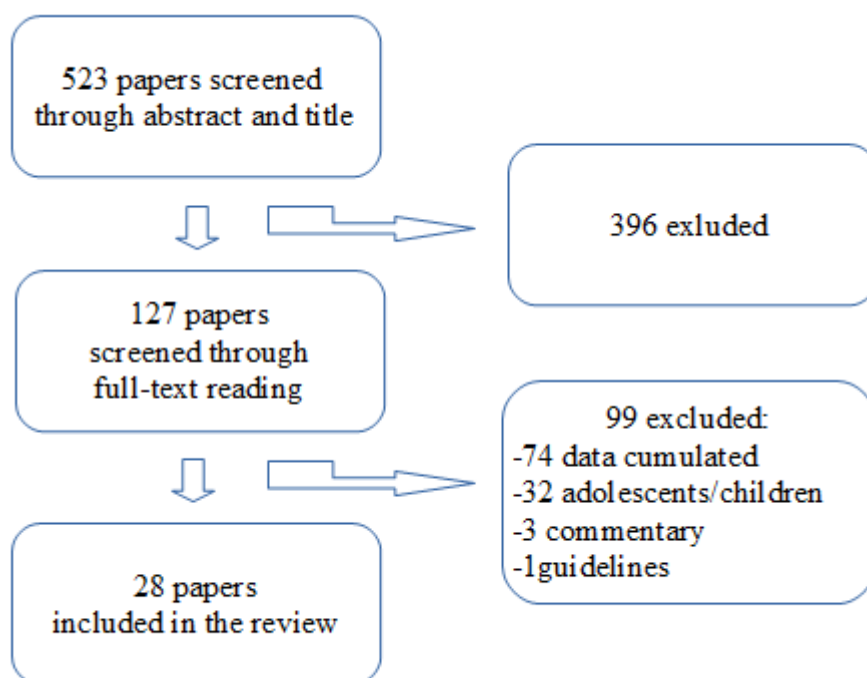 523 papers screened
through abstract and title
396 exluded
127 papers
screened through
full-text reading
99 excluded:
-74 data cumulated
-32 adolescents/children
-3 commentary
-1guidelines
28 papers
included in the review